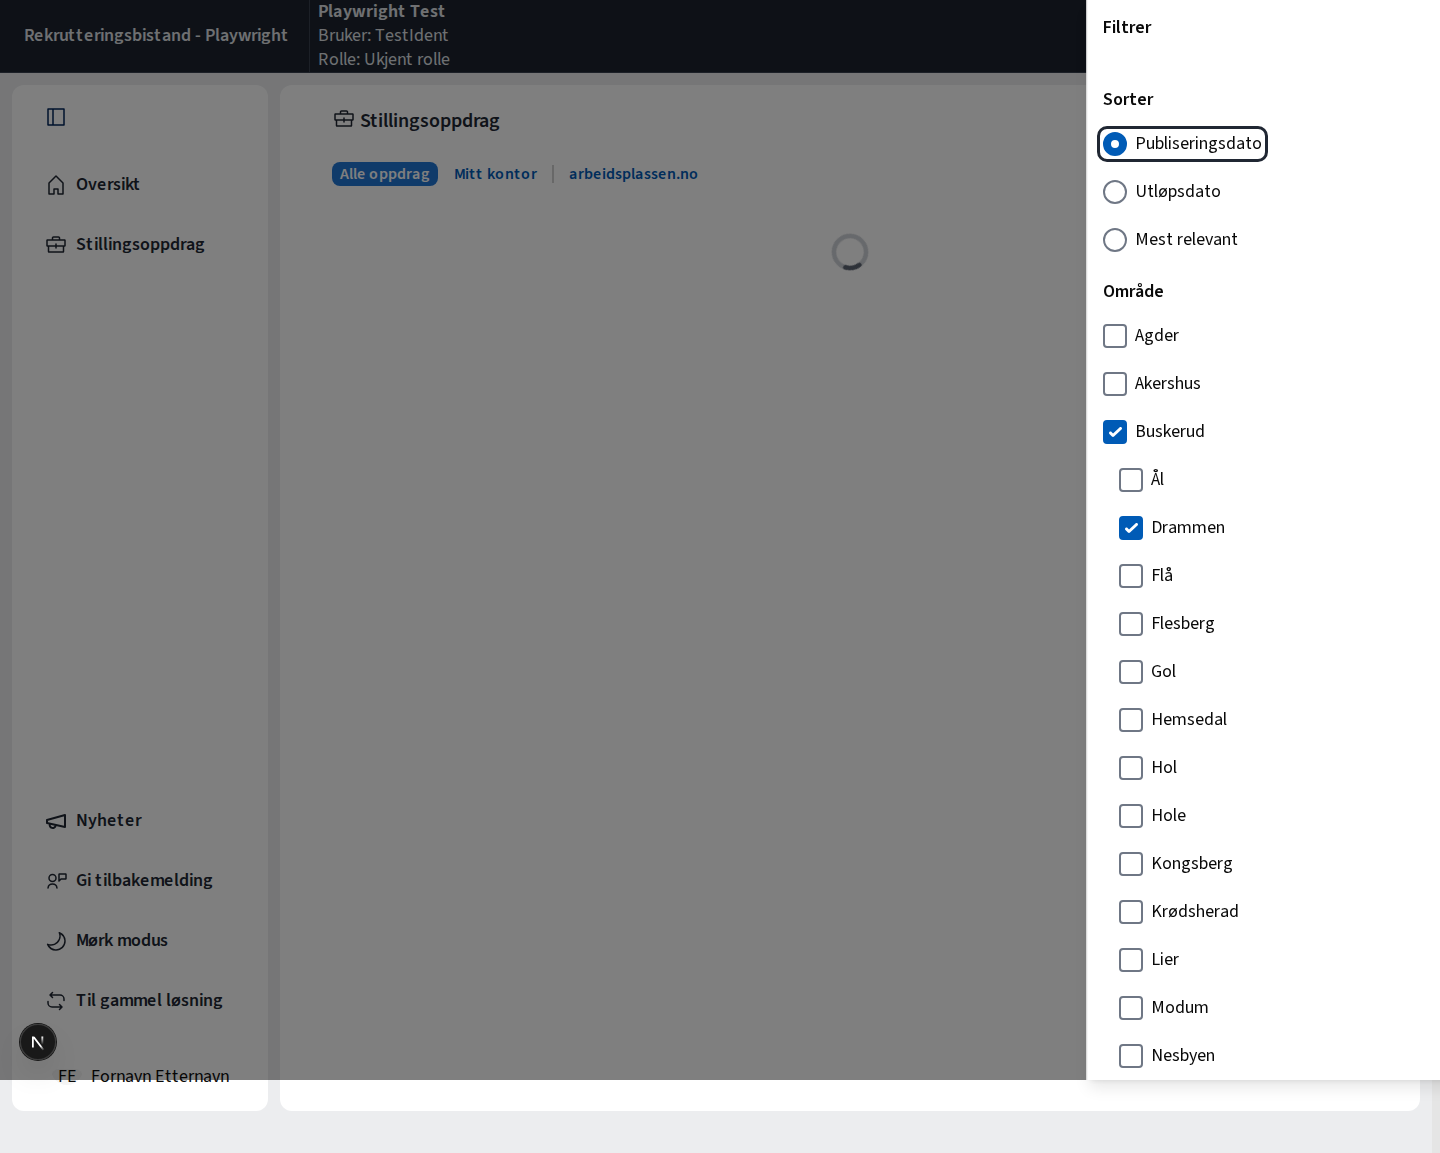 Rekrutteringsbistand - Playwright
Playwright Test
Bruker: TestIdent
Rolle: Ukjent rolle
Oversikt
Stillingsoppdrag
Nyheter
Gi tilbakemelding
Mørk modus
Til gammel løsning
N
FE Fornavn Etternavn
Stillingsoppdrag
Alle oppdrag Mitt kontor arbeidsplassen.no
Filtrer
Sorter
Publiseringsdato
Utløpsdato
Mest relevant
Område
Agder
Akershus
Buskerud
Ål
Drammen
Flå
Flesberg
Gol
Hemsedal
Hol
Hole
Kongsberg
Krødsherad
Lier
Modum
Nesbyen